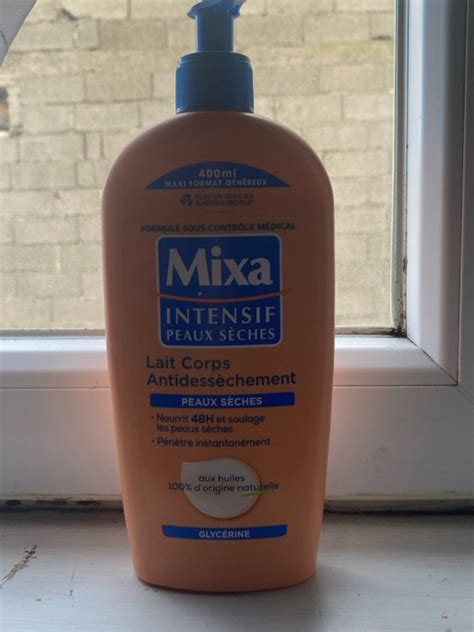 400ml
MAXI FORMAT GÉNÉREUX
FORMULÉ SOUS CONTRÔLE MÉDICAL
Mixa
INTENSIF
PEAUX SÈCHES
Lait Corps
Antidessèchement
PEAUX SÈCHES
• Nourrit 48H et soulage
les peaux sèches
• Pénètre instantanément
aux huiles
100% d'origine naturelle
GLYCÉRINE